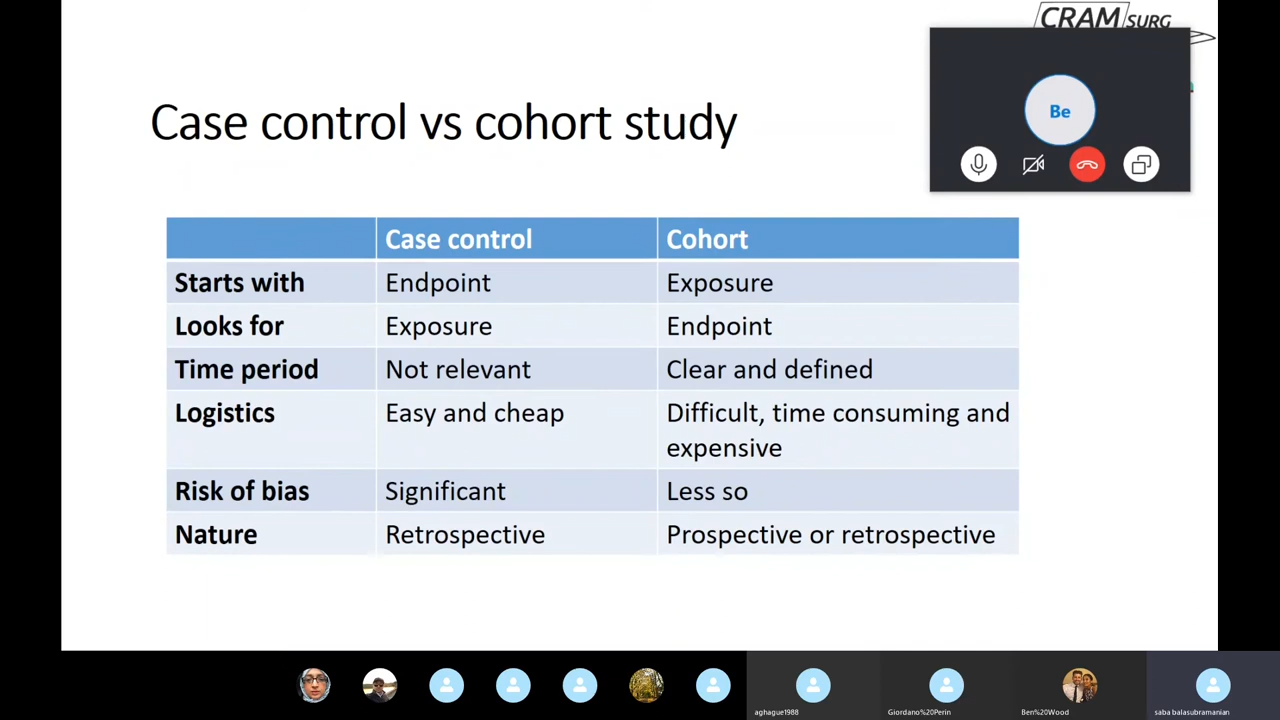 CRAMSURG
Be
Case control vs cohort study
Case control Cohort
Starts with Endpoint Exposure
Looks for Exposure Endpoint
Time period Not relevant Clear and defined
Logistics Easy and cheap Difficult, time consuming and
expensive
Risk of bias Significant Less so
Nature Retrospective Prospective or retrospective
aghague1988 Giordano%20Perin Ben%20Wood saba balasubramanian